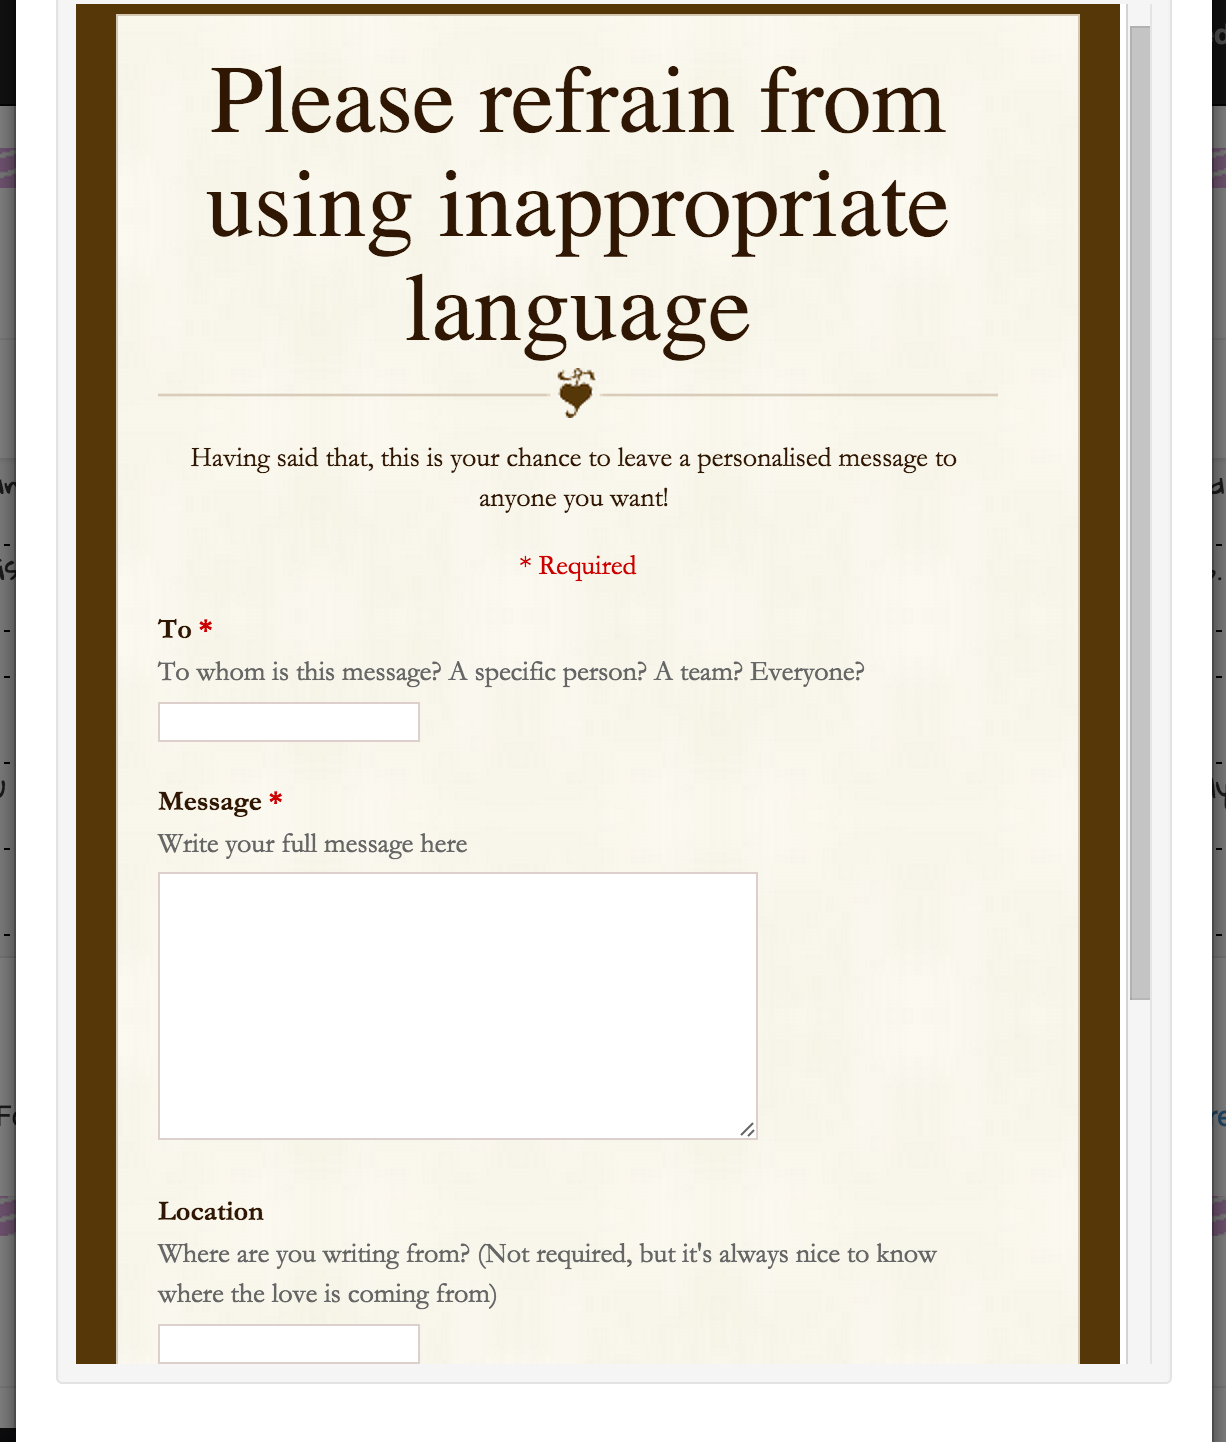 Please refrain from
using inappropriate
language
Having said that, this is your chance to leave a personalised message to
anyone you want!
* Required
To *
To whom is this message? A specific person? A team? Everyone?
Message *
Write your full message here
Location
Where are you writing from? (Not required, but it's always nice to know
where the love is coming from)